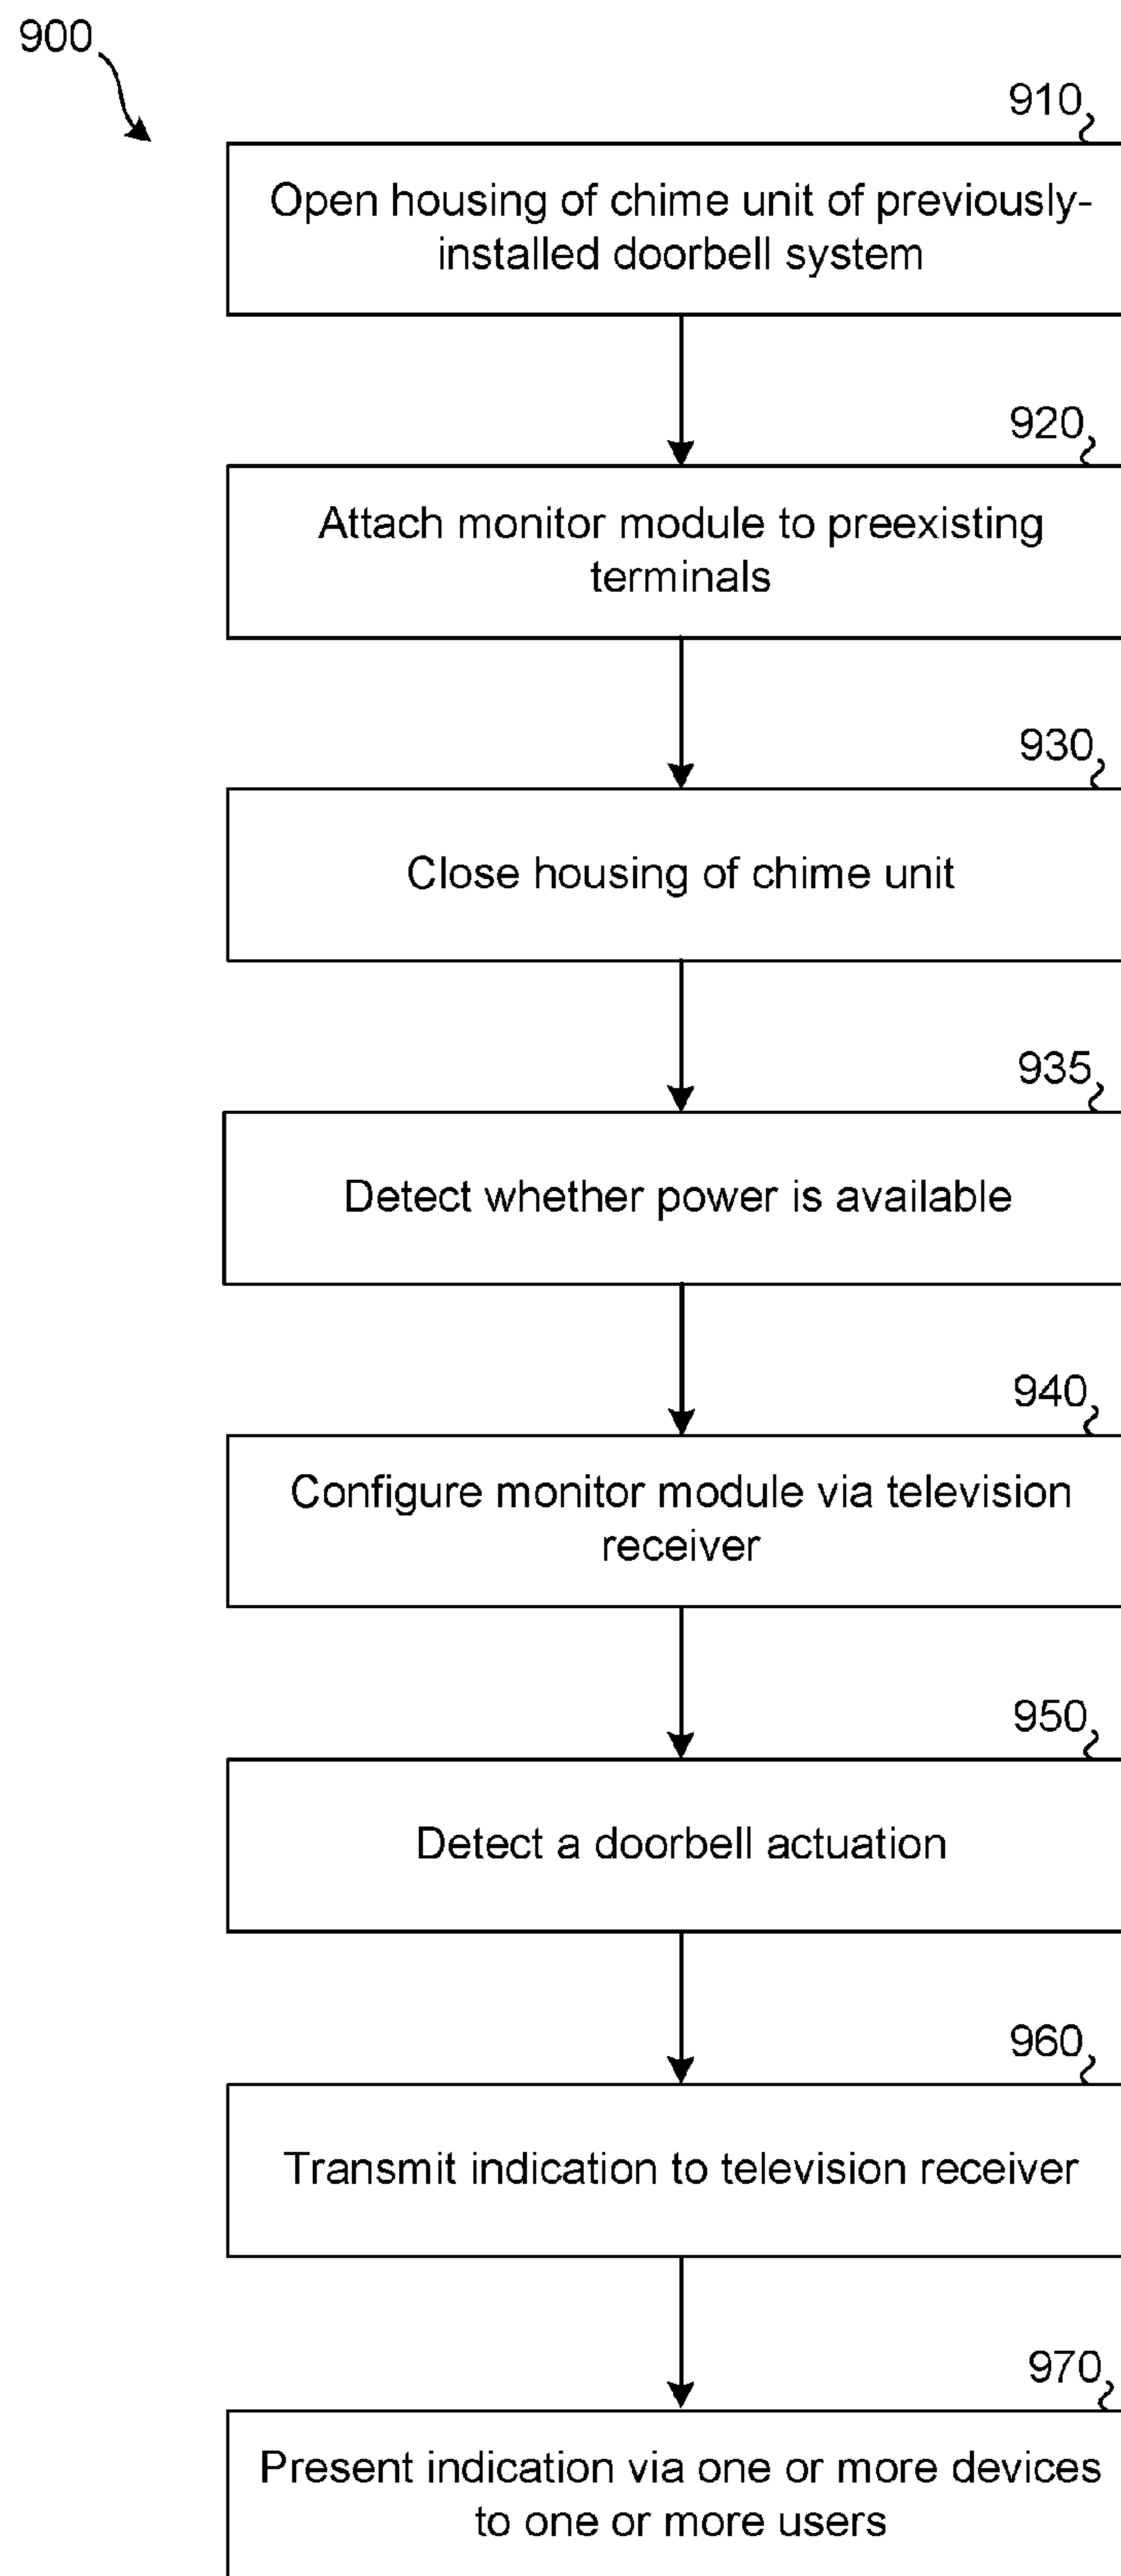 900
910
Open housing of chime unit of previously-
installed doorbell system
920
Attach monitor module to preexisting
terminals
930
Close housing of chime unit
935
Detect whether power is available
940
Configure monitor module via television
receiver
950
Detect a doorbell actuation
960
Transmit indication to television receiver
970
Present indication via one or more devices
to one or more users